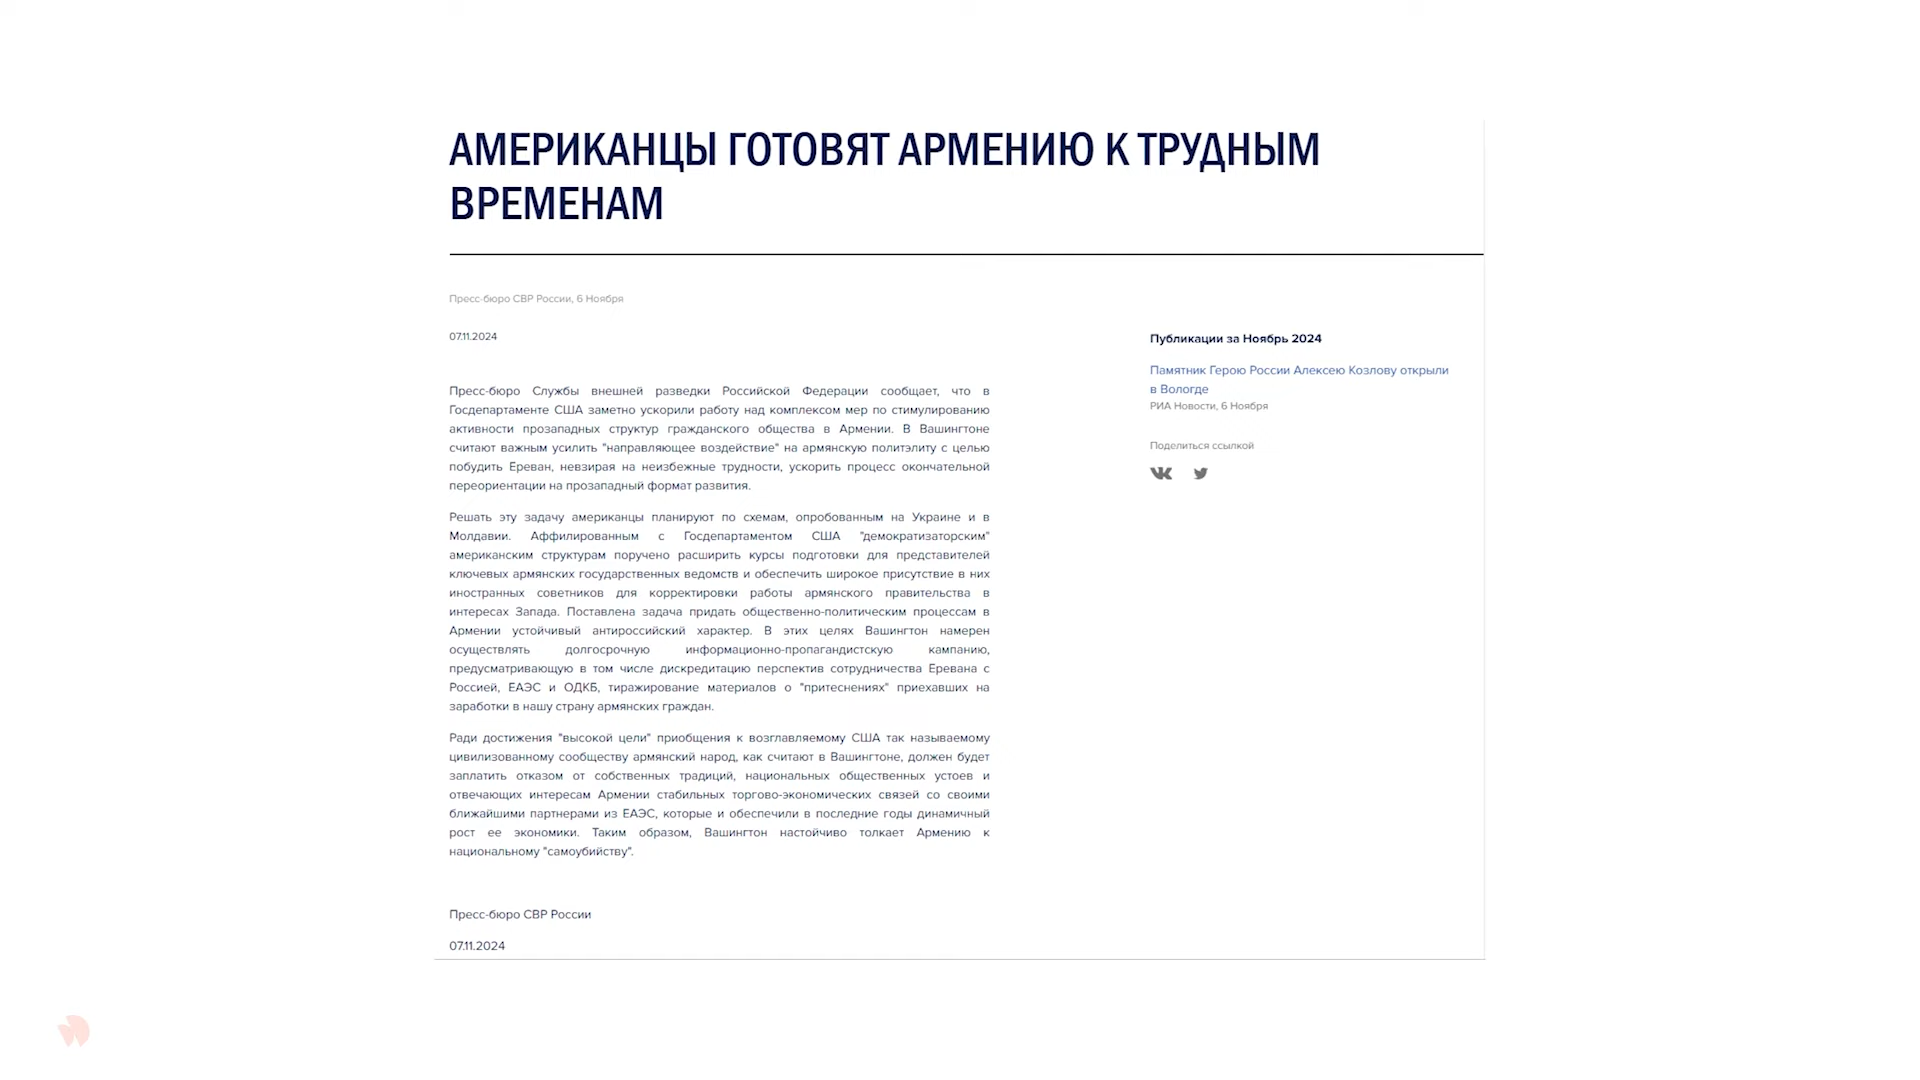 АМЕРИКАНЦЫ ГОТОВЯТ АРМЕНИЮ К ТРУДНЫМ
ВРЕМЕНАМ
Пресс-бюро СВР России, 6 Ноября
07.11.2024
Пресс-бюро Службы внешней разведки Российской Федерации сообщает, что в
Госдепартаменте США заметно ускорили работу над комплексом мер по стимулированию
активности прозападных структур гражданского общества в Армении. В Вашингтоне
считают важным усилить "направляющее воздействие" на армянскую политэлиту с целью
побудить Ереван, невзирая на неизбежные трудности, ускорить процесс окончательной
переориентации на прозападный формат развития.
Решать эту задачу американцы планируют по схемам, опробованным на Украине и в
Молдавии. Аффилированным с Госдепартаментом США "демократизаторским"
американским структурам поручено расширить курсы подготовки для представителей
ключевых армянских государственных ведомств и обеспечить широкое присутствие в них
иностранных советников для корректировки работы армянского правительства в
интересах Запада. Поставлена задача придать общественно-политическим процессам в
Армении устойчивый антироссийский характер. В этих целях Вашингтон намерен
осуществлять долгосрочную информационно-пропагандистскую кампанию,
предусматривающую в том числе дискредитацию перспектив сотрудничества Еревана с
Россией, ЕАЭС и ОДКБ, тиражирование материалов о "притеснениях" приехавших на
заработки в нашу страну армянских граждан.
Ради достижения "высокой цели" приобщения к возглавляемому США так называемому
цивилизованному сообществу армянский народ, как считают в Вашингтоне, должен будет
заплатить отказом от собственных традиций, национальных общественных устоев и
отвечающих интересам Армении стабильных торгово-экономических связей со своими
ближайшими партнерами из ЕАЭС, которые и обеспечили в последние годы динамичный
рост ее экономики. Таким образом, Вашингтон настойчиво толкает Армению к
национальному "самоубийству".
Пресс-бюро СВР России
07.11.2024
Публикации за Ноябрь 2024
Памятник Герою России Алексею Козлову открыли
в Вологде
РИА Новости, 6 Ноября
Поделиться ссылкой